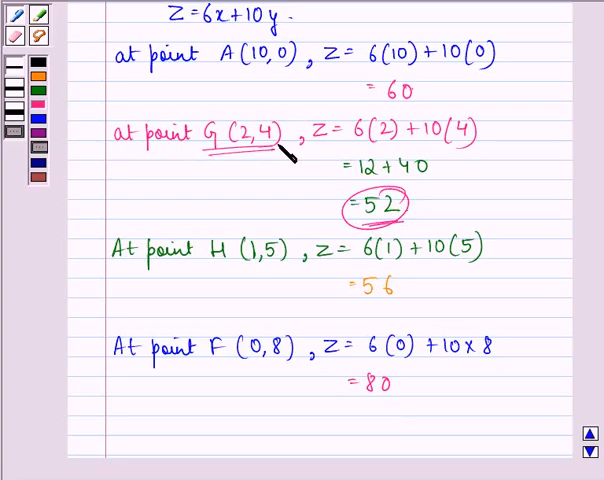 Z=6x+10y.
at point A(10,0), Z= 6(10)+10(0)
= 60
at point G(2,4), Z= 6(2)+10(4)
=12+40
=52
At point H (1,5), Z= 6(1)+10(5)
=56
At point F (0,8), Z= 6(0)+10×8
=80